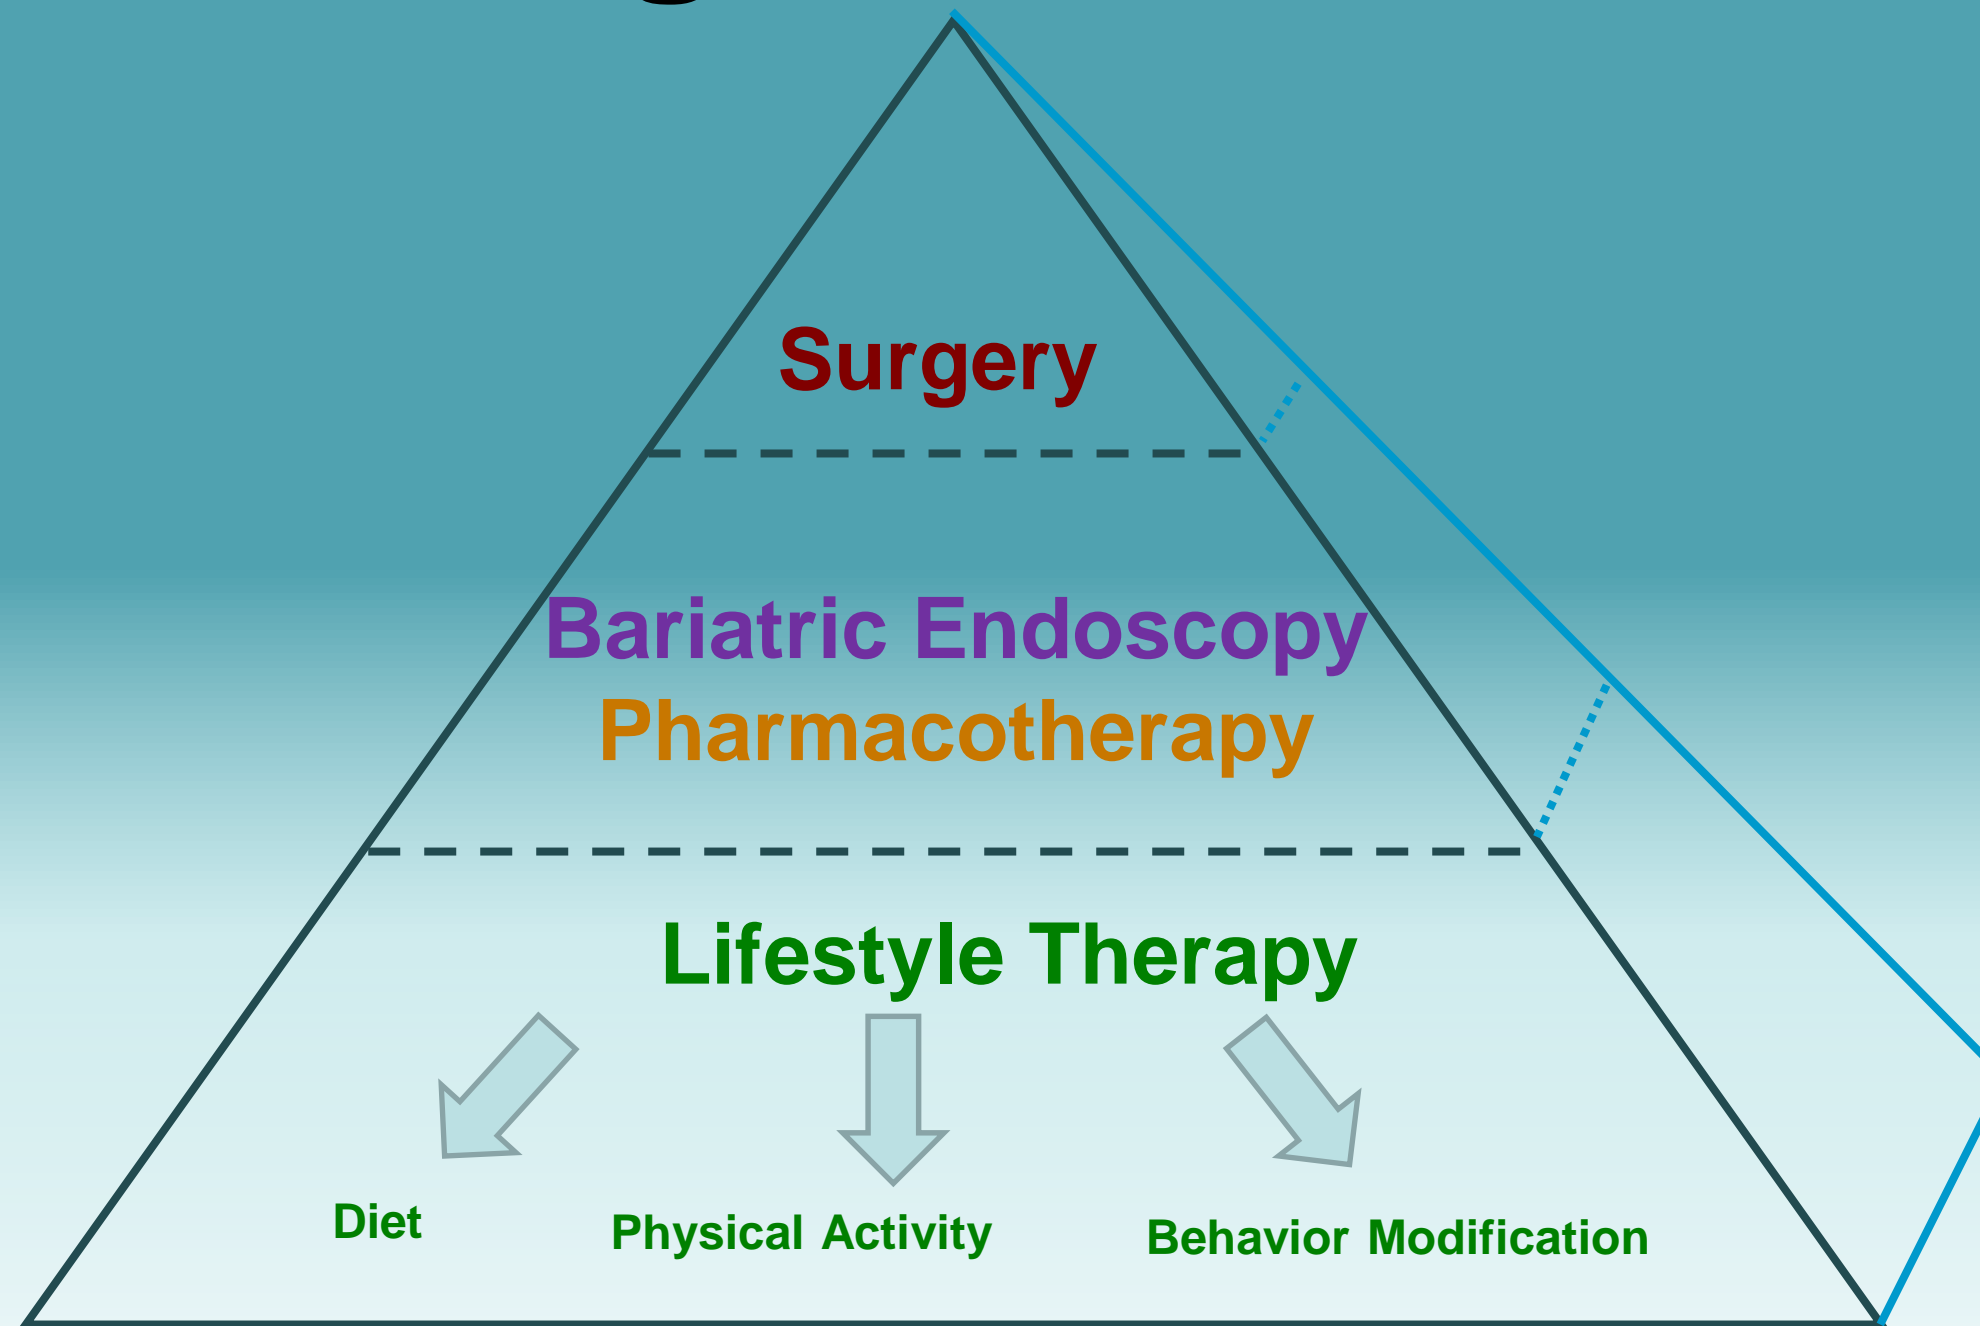 Surgery
Bariatric Endoscopy
Pharmacotherapy
Lifestyle Therapy
Diet
Physical Activity
Behavior Modification